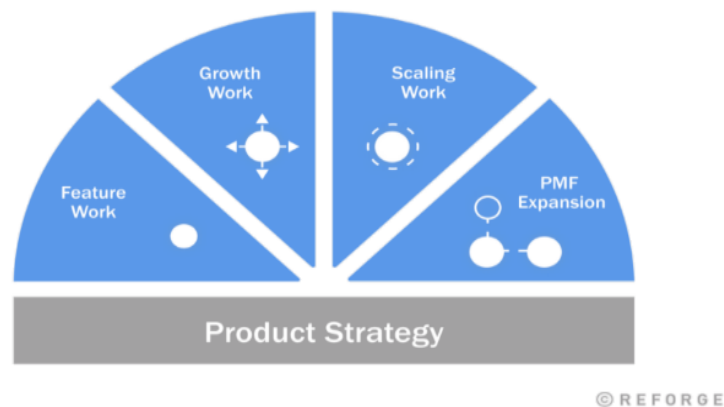 Growth
Work
Scaling
Work
Feature
Work
PMF
Expansion
Product Strategy
© REFORGE